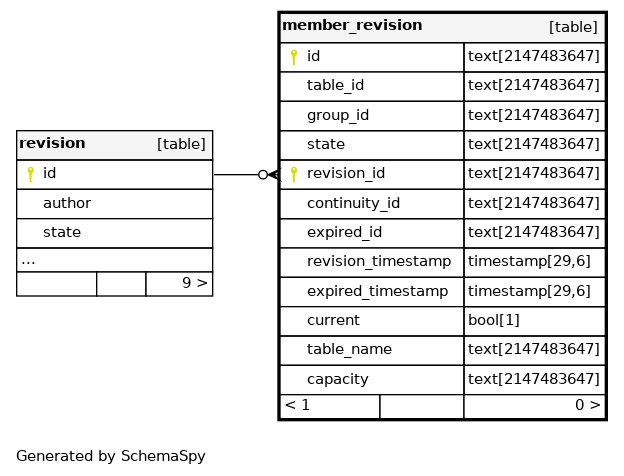 member_revision [table]
id text[2147483647]
table_id text[2147483647]
group_id text[2147483647]
state text[2147483647]
revision_id text[2147483647]
continuity_id text[2147483647]
expired_id text[2147483647]
revision_timestamp timestamp[29,6]
expired_timestamp timestamp[29,6]
current bool[1]
table_name text[2147483647]
capacity text[2147483647]
< 1 0 >
revision [table]
id
author
state
...
9 >
Generated by SchemaSpy